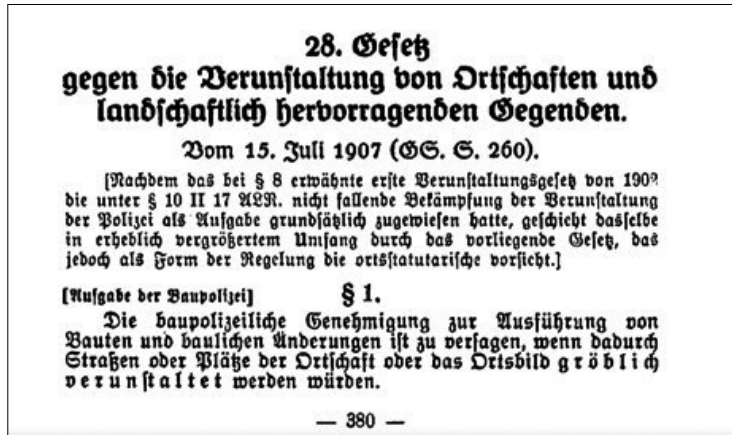 28. Gesetz
gegen die Verunstaltung von Ortschaften und
landschaftlich hervorragenden Gegenden.
Vom 15. Juli 1907 (GS. S. 260).
[Nachdem das bei § 8 erwähnte erste Verunstaltungsgesetz von 1902
die unter § 10 II 17 ALR. nicht fallende Bekämpfung der Verunstaltung
der Polizei als Aufgabe grundsätzlich zugewiesen hatte, geschieht dasselbe
in erheblich vergrößertem Umfang durch das vorliegende Gesetz, das
jedoch als Form der Regelung die ortsstatutarische vorsieht.]
[Aufgabe der Baupolizei] § 1.
Die baupolizeiliche Genehmigung zur Ausführung von
Bauten und baulichen Änderungen ist zu versagen, wenn dadurch
Straßen oder Plätze der Ortschaft oder das Ortsbild gröblich
verunstaltet werden würden.
— 380 —